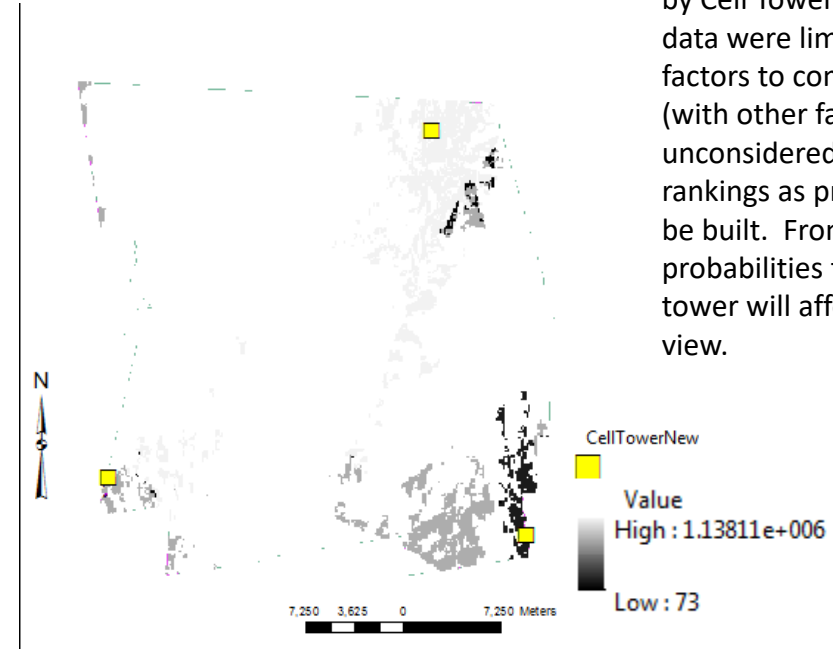 by Cell Tower
data were lim
factors to con
(with other fa
unconsidered
rankings as pr
be built.  From
probabilities t
tower will affe
view.
N
CellTowerNew
Value
High : 1.13811e+006
Low : 73
7,250 3,625 0 7,250 Meters